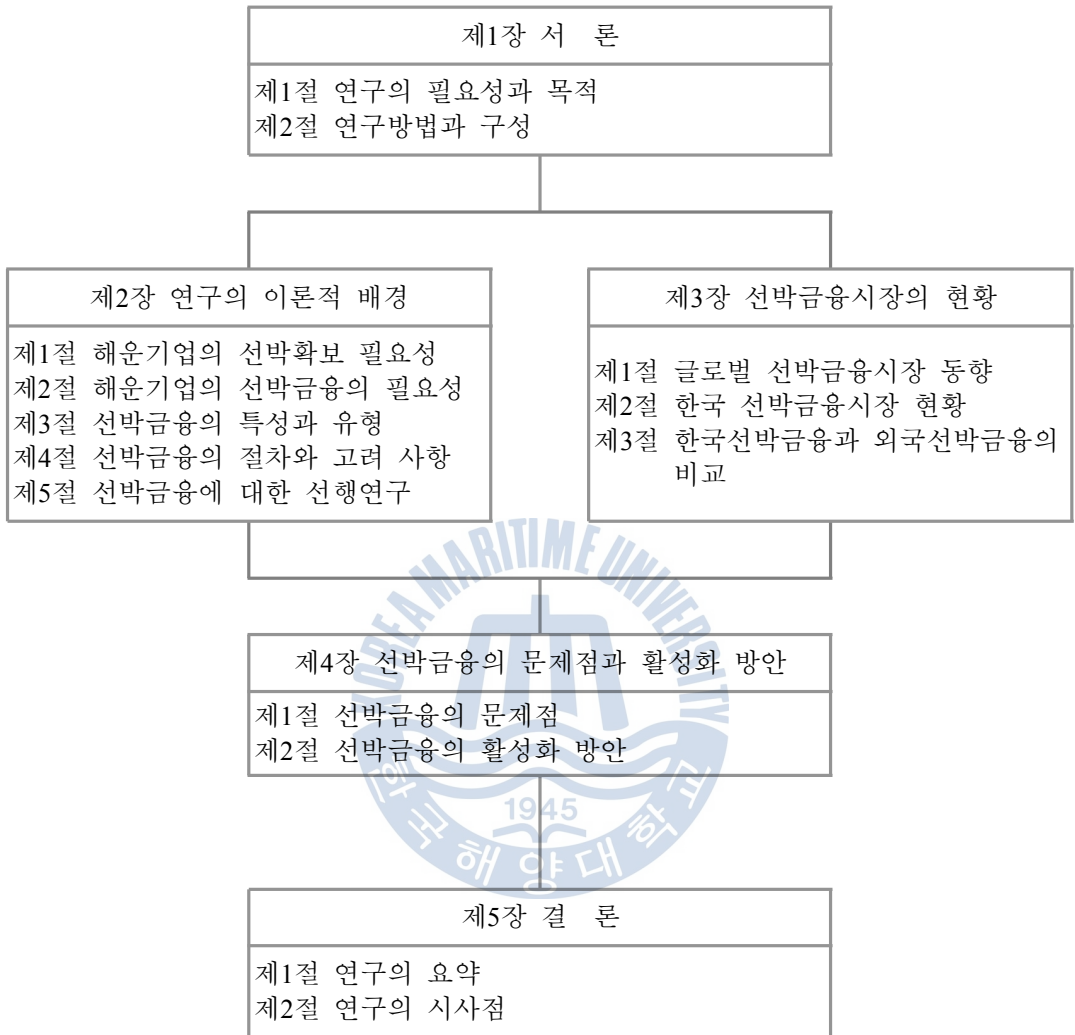 제1장 서 론
제1절 연구의 필요성과 목적
제2절 연구방법과 구성
제2장 연구의 이론적 배경
제1절 해운기업의 선박확보 필요성
제2절 해운기업의 선박금융의 필요성
제3절 선박금융의 특성과 유형
제4절 선박금융의 절차와 고려 사항
제5절 선박금융에 대한 선행연구
제3장 선박금융시장의 현황
제1절 글로벌 선박금융시장 동향
제2절 한국 선박금융시장 현황
제3절 한국선박금융과 외국선박금융의
비교
제4장 선박금융의 문제점과 활성화 방안
제1절 선박금융의 문제점
제2절 선박금융의 활성화 방안
제5장 결 론
제1절 연구의 요약
제2절 연구의 시사점
KOREA MARITIME UNIVERSITY
1945
한국해양대학교